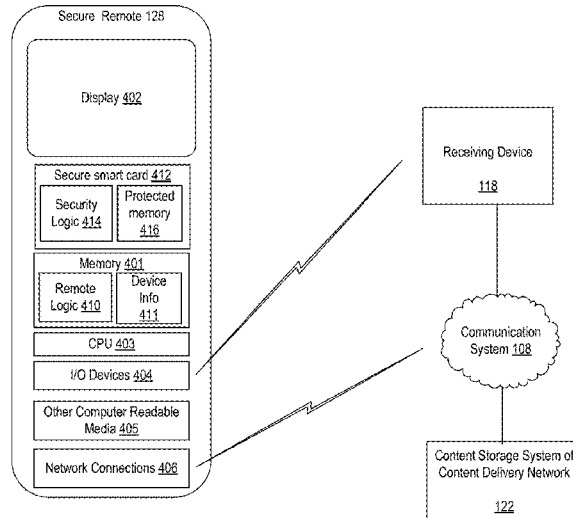 Secure Remote 128
Display 402
Secure smart card 412
Security
Logic 414
Protected
memory
416
Memory 401
Remote
Logic 410
Device
Info
411
CPU 403
I/O Devices 404
Other Computer Readable
Media 405
Network Connections 406
Receiving Device
118
Communication
System 108
Content Storage System of
Content Delivery Network
122